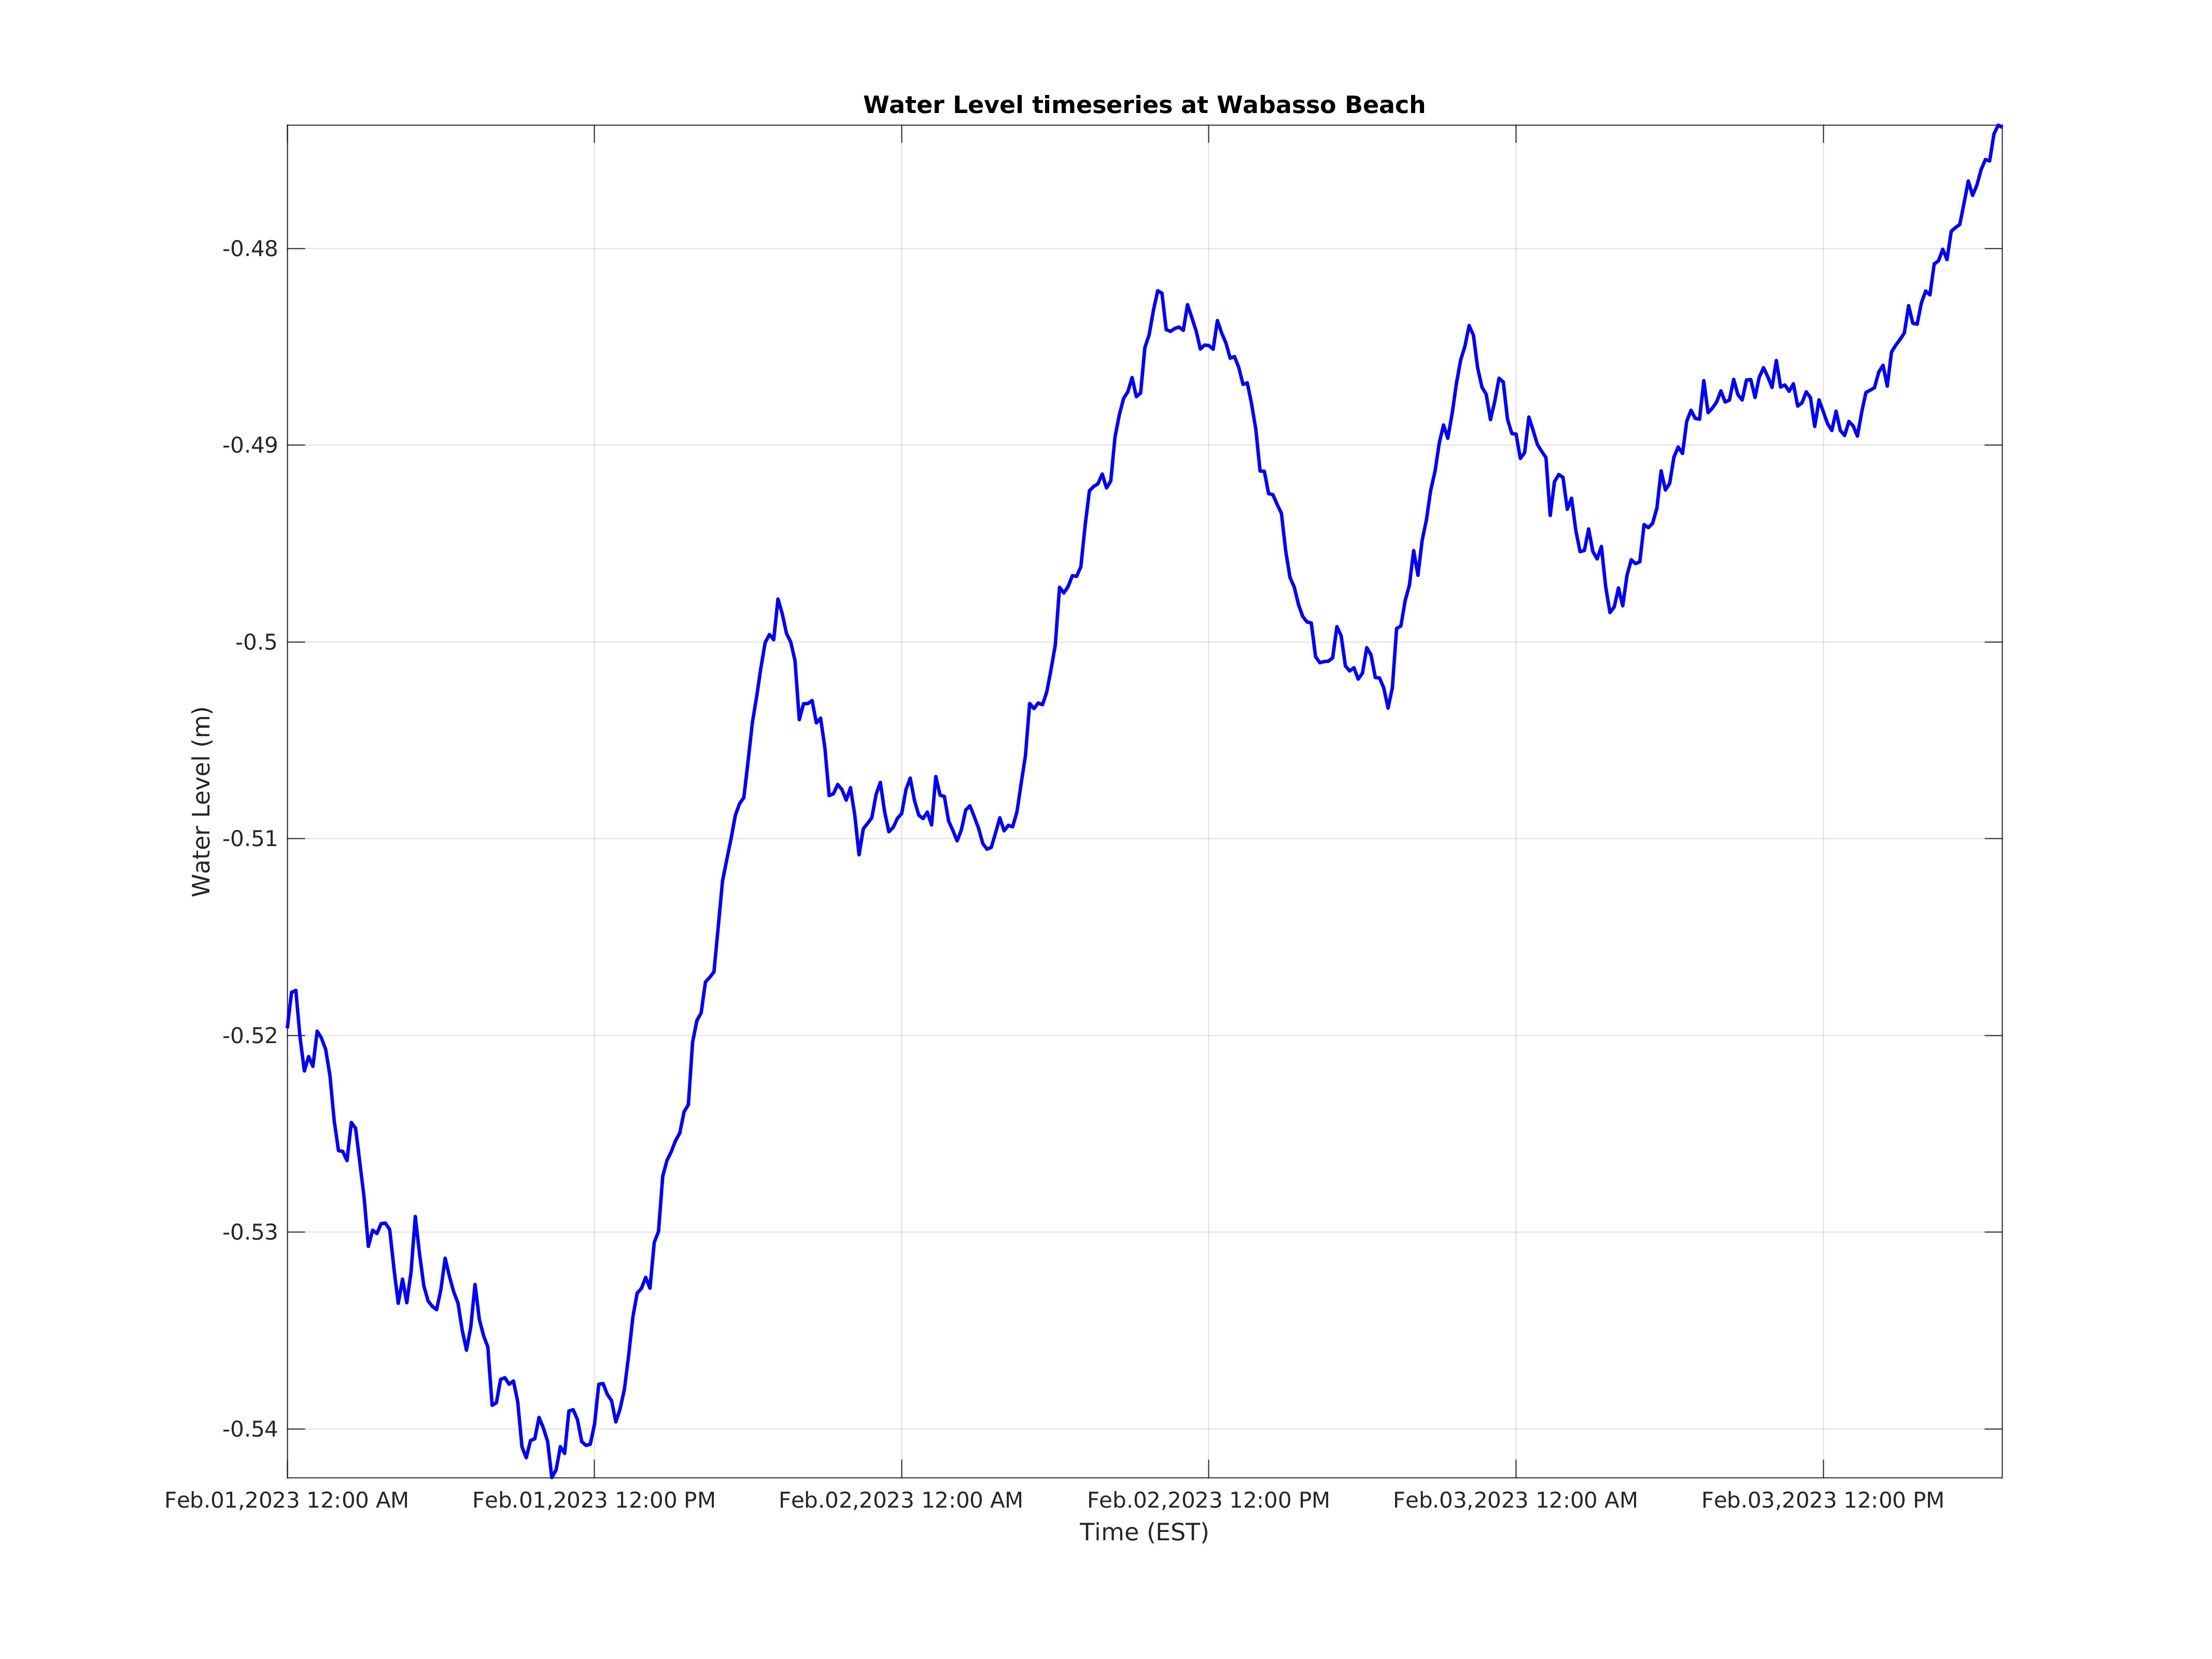 Water Level timeseries at Wabasso Beach
-0.48
-0.49
-0.5
-0.51
-0.52
-0.53
-0.54
Water Level (m)
Feb.01,2023 12:00 AM
Feb.01,2023 12:00 PM
Feb.02,2023 12:00 AM
Feb.02,2023 12:00 PM
Feb.03,2023 12:00 AM
Feb.03,2023 12:00 PM
Time (EST)